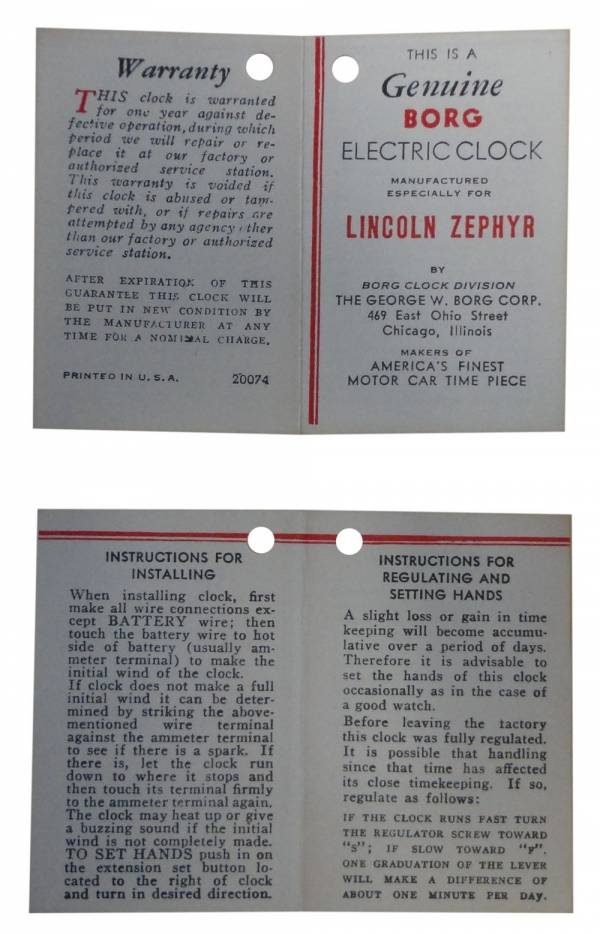 Warranty
THIS clock is warranted
for one year against de-
fective operation, during which
period we will repair or re-
place it at our factory or
authorized service station.
This warranty is voided if
this clock is abused or tam-
pered with, or if repairs are
attempted by any agency other
than our factory or authorized
service station.
AFTER EXPIRATION OF THIS
GUARANTEE THIS CLOCK WILL
BE PUT IN NEW CONDITION BY
THE MANUFACTURER AT ANY
TIME FOR A NOMINAL CHARGE.
PRINTED IN U. S. A. 20074
THIS IS A
Genuine
BORG
ELECTRIC CLOCK
MANUFACTURED
ESPECIALLY FOR
LINCOLN ZEPHYR
BY
BORG CLOCK DIVISION
THE GEORGE W. BORG CORP.
469 East Ohio Street
Chicago, Illinois
MAKERS OF
AMERICA'S FINEST
MOTOR CAR TIME PIECE
INSTRUCTIONS FOR
INSTALLING
When installing clock, first
make all wire connections ex-
cept BATTERY wire; then
touch the battery wire to hot
side of battery (usually am-
meter terminal) to make the
initial wind of the clock.
If clock does not make a full
initial wind it can be deter-
mined by striking the above-
mentioned wire terminal
against the ammeter terminal
to see if there is a spark. If
there is, let the clock run
down to where it stops and
then touch its terminal firmly
to the ammeter terminal again.
The clock may heat up or give
a buzzing sound if the initial
wind is not completely made.
TO SET HANDS push in on
the extension set button lo-
cated to the right of clock
and turn in desired direction.
INSTRUCTIONS FOR
REGULATING AND
SETTING HANDS
A slight loss or gain in time
keeping will become accumu-
lative over a period of days.
Therefore it is advisable to
set the hands of this clock
occasionally as in the case of
a good watch.
Before leaving the tactory
this clock was fully regulated.
It is possible that handling
since that time has affected
its close timekeeping. If so,
regulate as follows:
IF THE CLOCK RUNS FAST TURN
THE REGULATOR SCREW TOWARD
"S"; IF SLOW TOWARD "F".
ONE GRADUATION OF THE LEVER
WILL MAKE A DIFFERENCE OF
ABOUT ONE MINUTE PER DAY.